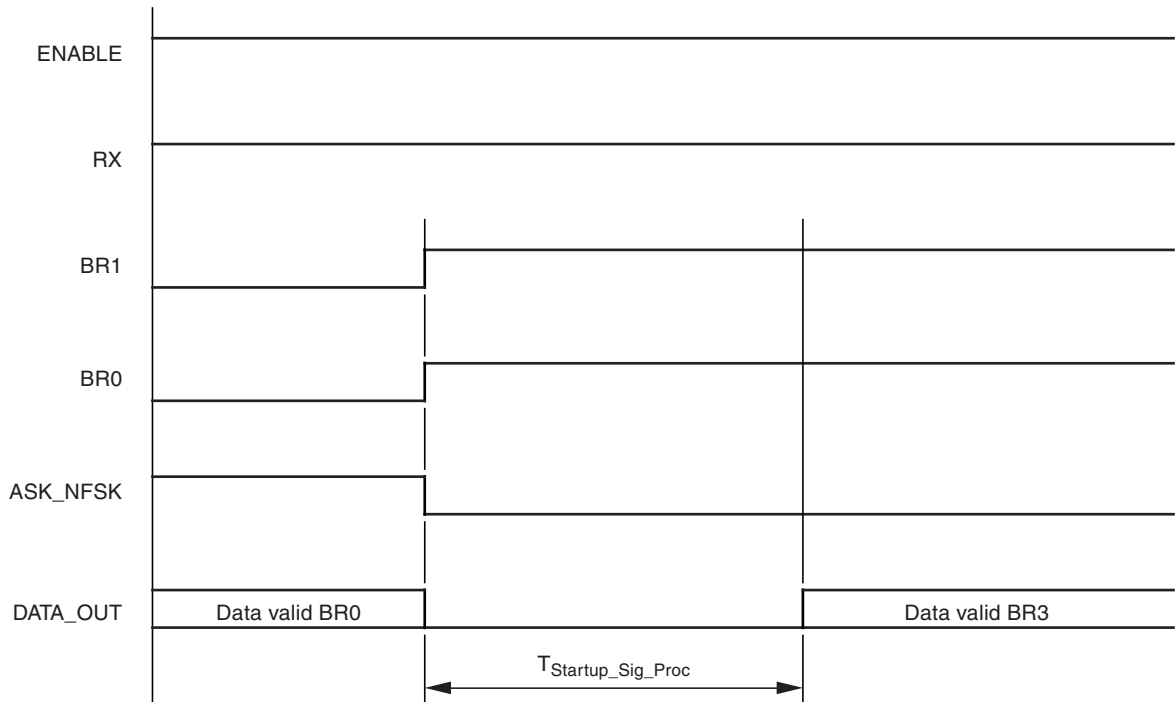 ENABLE
RX
BR1
BR0
ASK_NFSK
DATA_OUT
Data valid BR0
Data valid BR3
TStartup_Sig_Proc